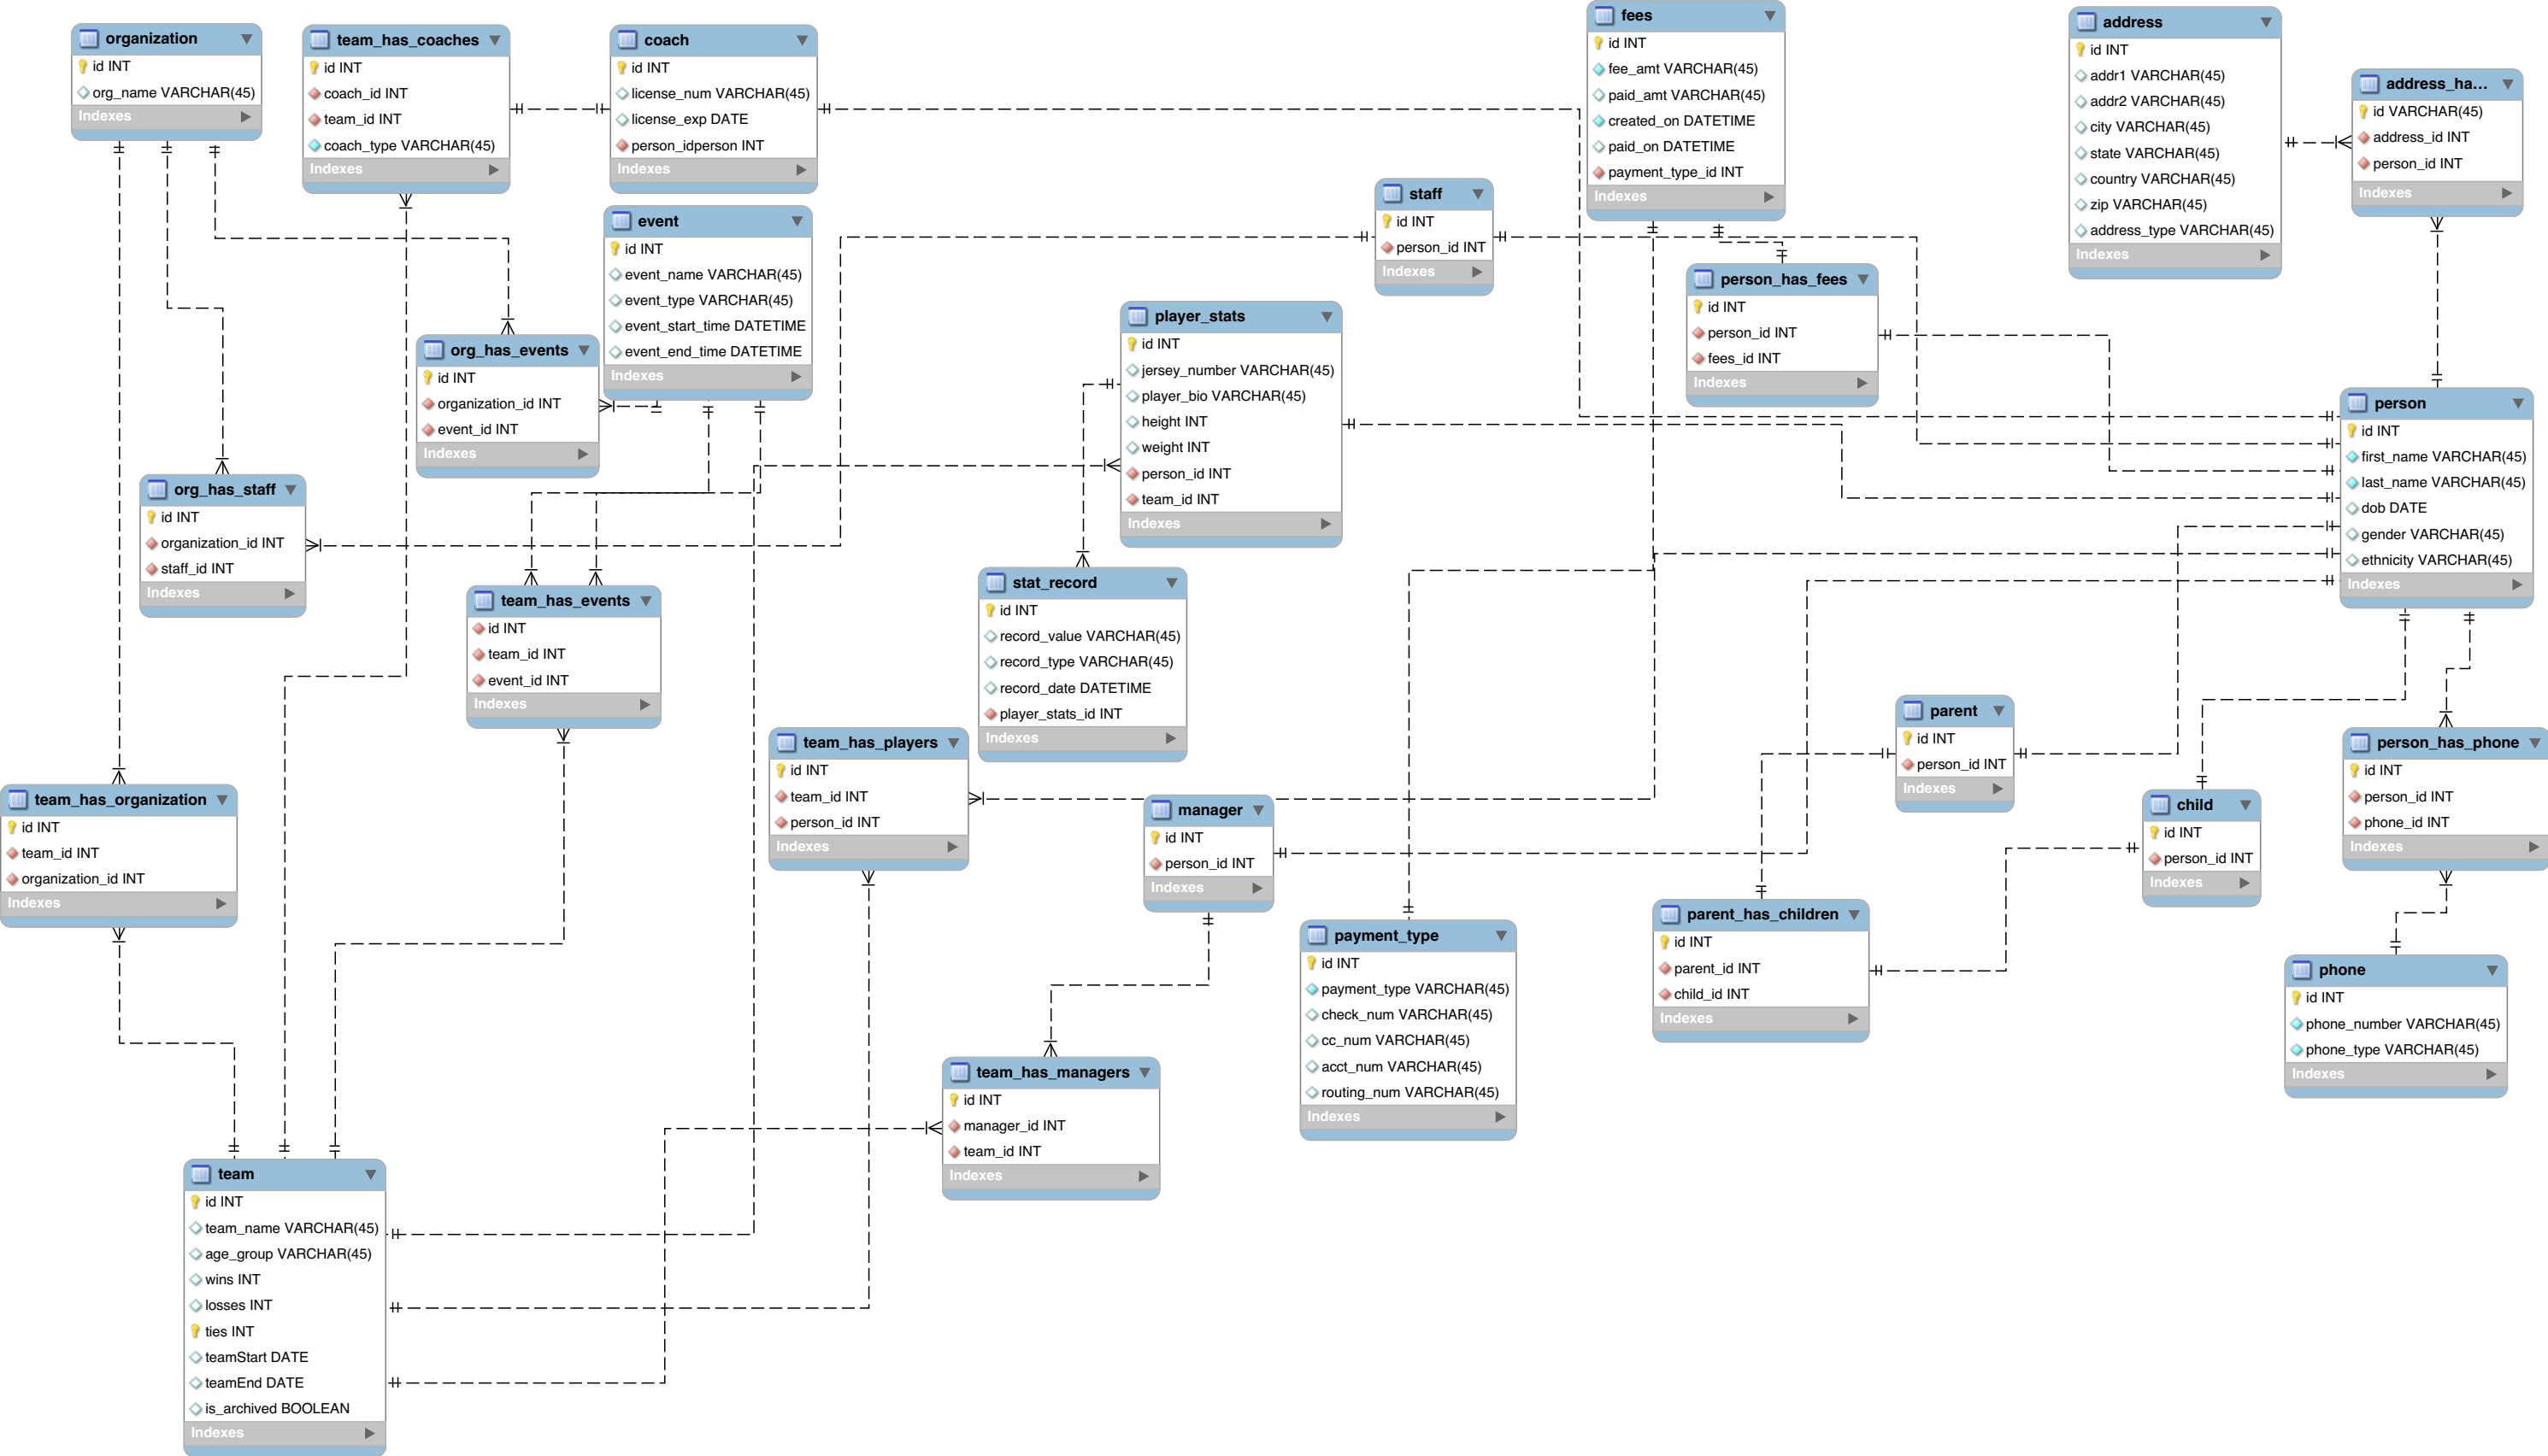 organization
id INT
org_name VARCHAR(45)
Indexes
team_has_coaches
id INT
coach_id INT
team_id INT
coach_type VARCHAR(45)
Indexes
coach
id INT
license_num VARCHAR(45)
license_exp DATE
person_idperson INT
Indexes
fees
id INT
fee_amt VARCHAR(45)
paid_amt VARCHAR(45)
created_on DATETIME
paid_on DATETIME
payment_type_id INT
Indexes
address
id INT
addr1 VARCHAR(45)
addr2 VARCHAR(45)
city VARCHAR(45)
state VARCHAR(45)
country VARCHAR(45)
zip VARCHAR(45)
address_type VARCHAR(45)
Indexes
address_ha...
id VARCHAR(45)
address_id INT
person_id INT
Indexes
event
id INT
event_name VARCHAR(45)
event_type VARCHAR(45)
event_start_time DATETIME
event_end_time DATETIME
Indexes
staff
id INT
person_id INT
Indexes
person_has_fees
id INT
person_id INT
fees_id INT
Indexes
player_stats
id INT
jersey_number VARCHAR(45)
player_bio VARCHAR(45)
height INT
weight INT
person_id INT
team_id INT
Indexes
org_has_events
id INT
organization_id INT
event_id INT
Indexes
person
id INT
first_name VARCHAR(45)
last_name VARCHAR(45)
dob DATE
gender VARCHAR(45)
ethnicity VARCHAR(45)
Indexes
org_has_staff
id INT
organization_id INT
staff_id INT
Indexes
team_has_events
id INT
team_id INT
event_id INT
Indexes
stat_record
id INT
record_value VARCHAR(45)
record_type VARCHAR(45)
record_date DATETIME
player_stats_id INT
Indexes
parent
id INT
person_id INT
Indexes
team_has_players
id INT
team_id INT
person_id INT
Indexes
person_has_phone
id INT
person_id INT
phone_id INT
Indexes
team_has_organization
id INT
team_id INT
organization_id INT
Indexes
manager
id INT
person_id INT
Indexes
child
id INT
person_id INT
Indexes
parent_has_children
id INT
parent_id INT
child_id INT
Indexes
payment_type
id INT
payment_type VARCHAR(45)
check_num VARCHAR(45)
cc_num VARCHAR(45)
acct_num VARCHAR(45)
routing_num VARCHAR(45)
Indexes
phone
id INT
phone_number VARCHAR(45)
phone_type VARCHAR(45)
Indexes
team_has_managers
id INT
manager_id INT
team_id INT
Indexes
team
id INT
team_name VARCHAR(45)
age_group VARCHAR(45)
wins INT
losses INT
ties INT
teamStart DATE
teamEnd DATE
is_archived BOOLEAN
Indexes